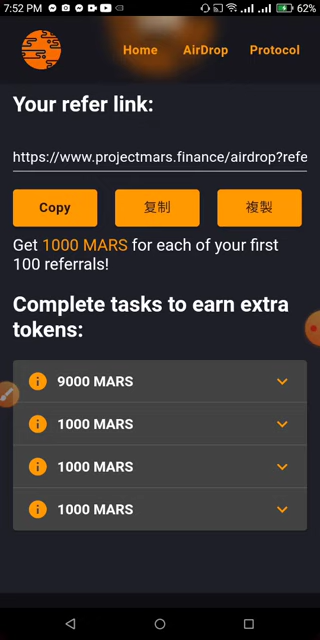 7:52 PM
62%
Home AirDrop Protocol
Your refer link:
https://www.projectmars.finance/airdrop?refe
Copy 复制 複製
Get 1000 MARS for each of your first
100 referrals!
Complete tasks to earn extra
tokens:
9000 MARS
1000 MARS
1000 MARS
1000 MARS